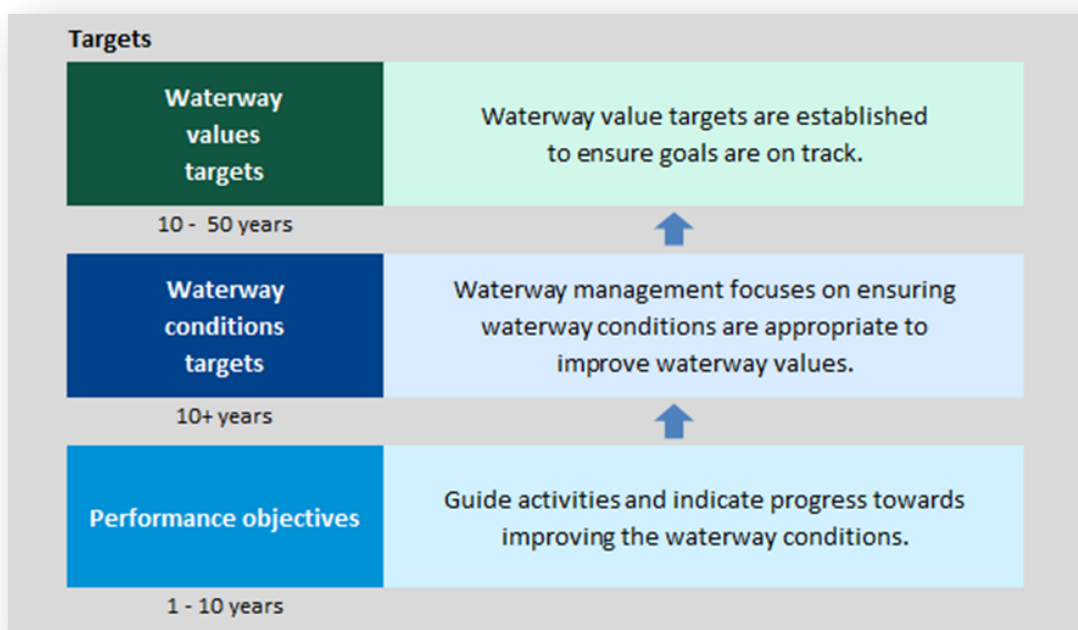 Targets
Waterway
values
targets
Waterway value targets are established
to ensure goals are on track.
10 -  50 years
Waterway
conditions
targets
Waterway management focuses on ensuring
waterway conditions are appropriate to
improve waterway values.
10+ years
Performance objectives
Guide activities and indicate progress towards
improving the waterway conditions.
1 - 10 years